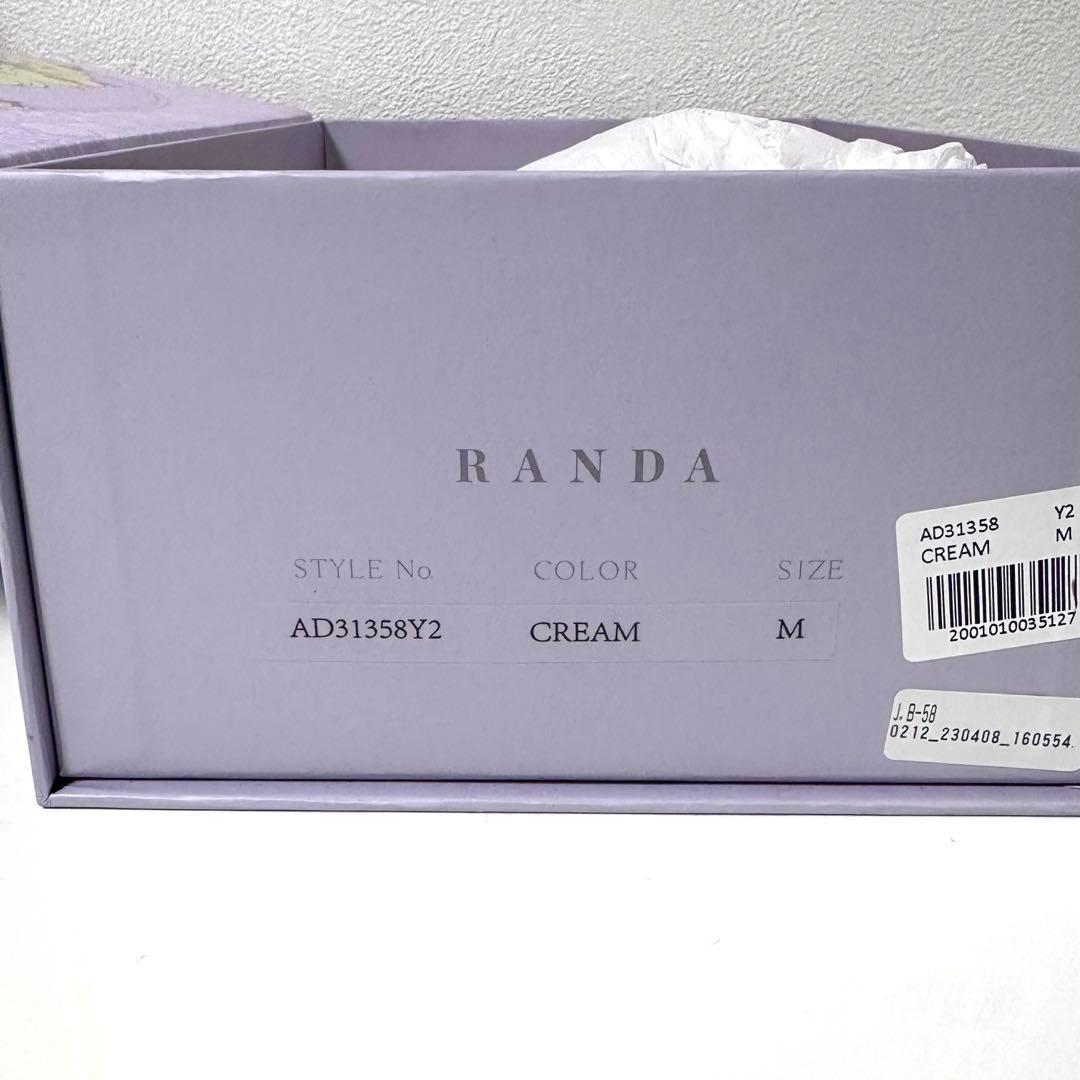 RANDA
STYLE No. COLOR SIZE
AD31358Y2 CREAM M
AD31358 Y2
CREAM M
2001010035127
J.B-58
0212_230408_160554